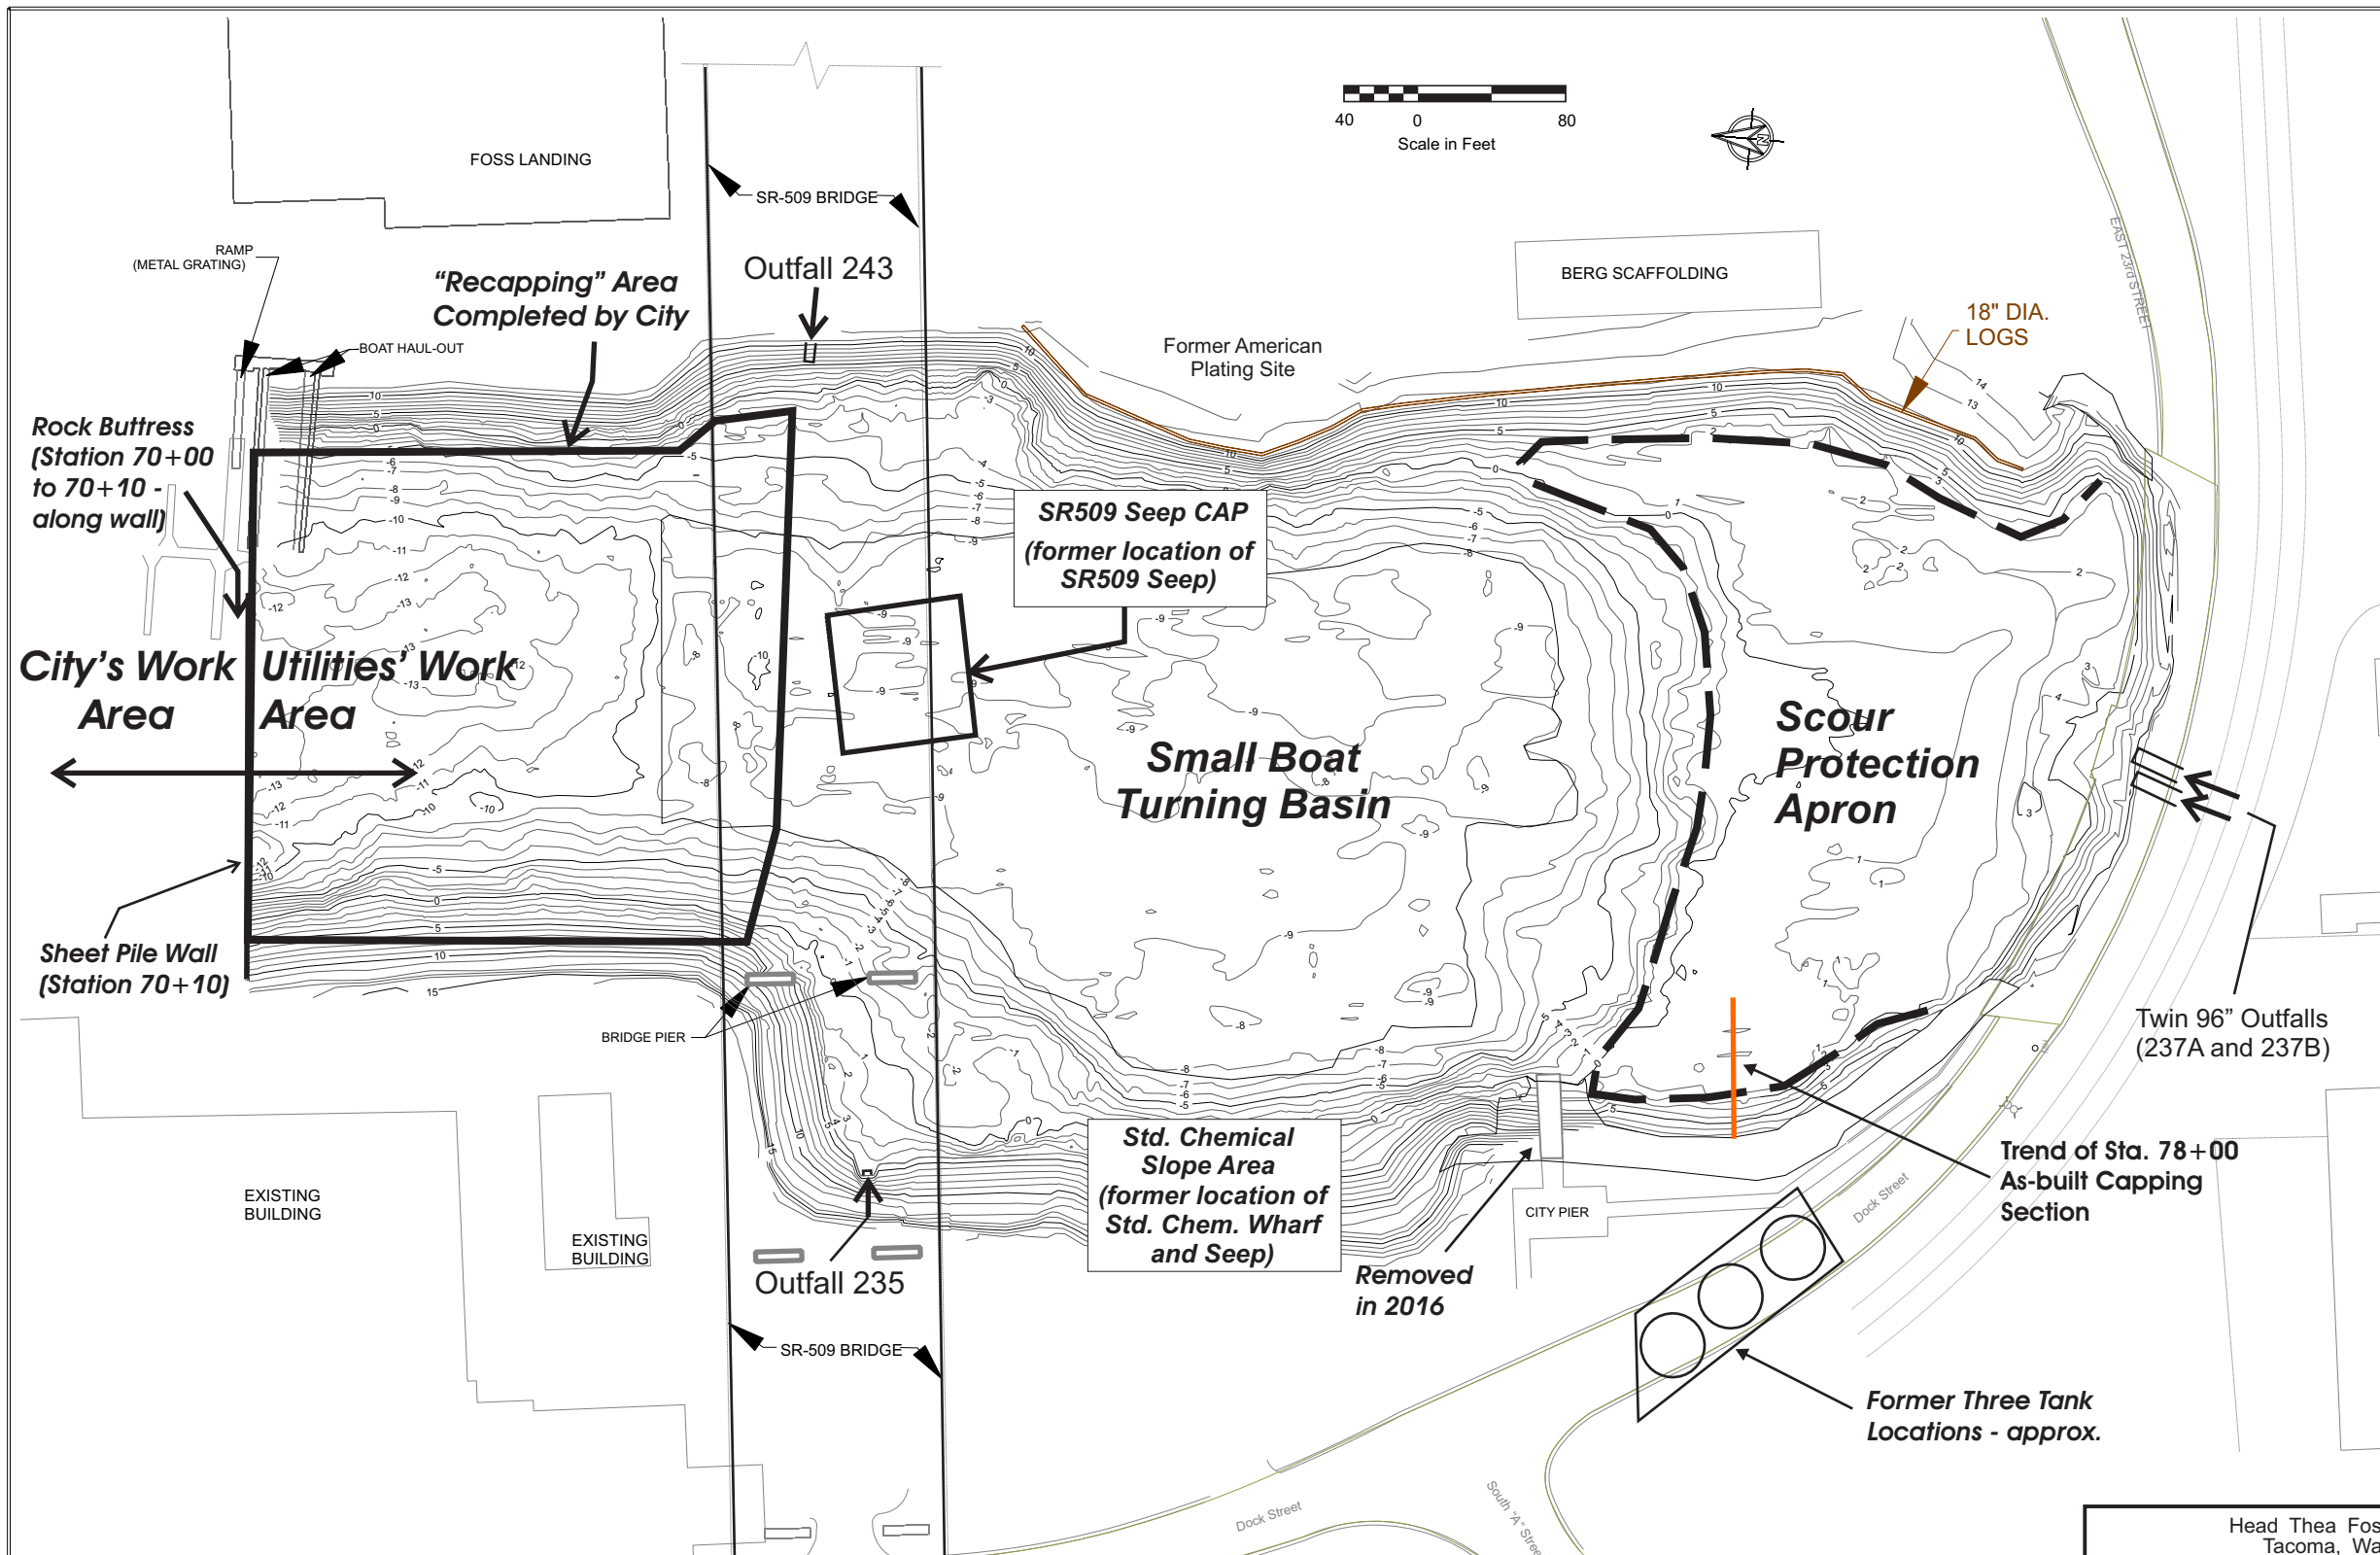 40 0 80
Scale in Feet
N
FOSS LANDING
SR-509 BRIDGE
RAMP
(METAL GRATING)
"Recapping" Area
Completed by City
Outfall 243
BOAT HAUL-OUT
BERG SCAFFOLDING
EAST 23rd STREET
18" DIA.
LOGS
Former American
Plating Site
Rock Buttress
(Station 70+00
to 70+10 -
along wall)
SR509 Seep CAP
(former location of
SR509 Seep)
City's Work
Area
Utilities' Work
Area
Small Boat
Turning Basin
Scour
Protection
Apron
Sheet Pile Wall
(Station 70+10)
BRIDGE PIER
Twin 96" Outfalls
(237A and 237B)
Std. Chemical
Slope Area
(former location of
Std. Chem. Wharf
and Seep)
Trend of Sta. 78+00
As-built Capping
Section
EXISTING
BUILDING
EXISTING
BUILDING
Outfall 235
CITY PIER
Removed
in 2016
Dock Street
SR-509 BRIDGE
Former Three Tank
Locations - approx.
Dock Street
South "A" Stree
Head Thea Fos
Tacoma, Wa